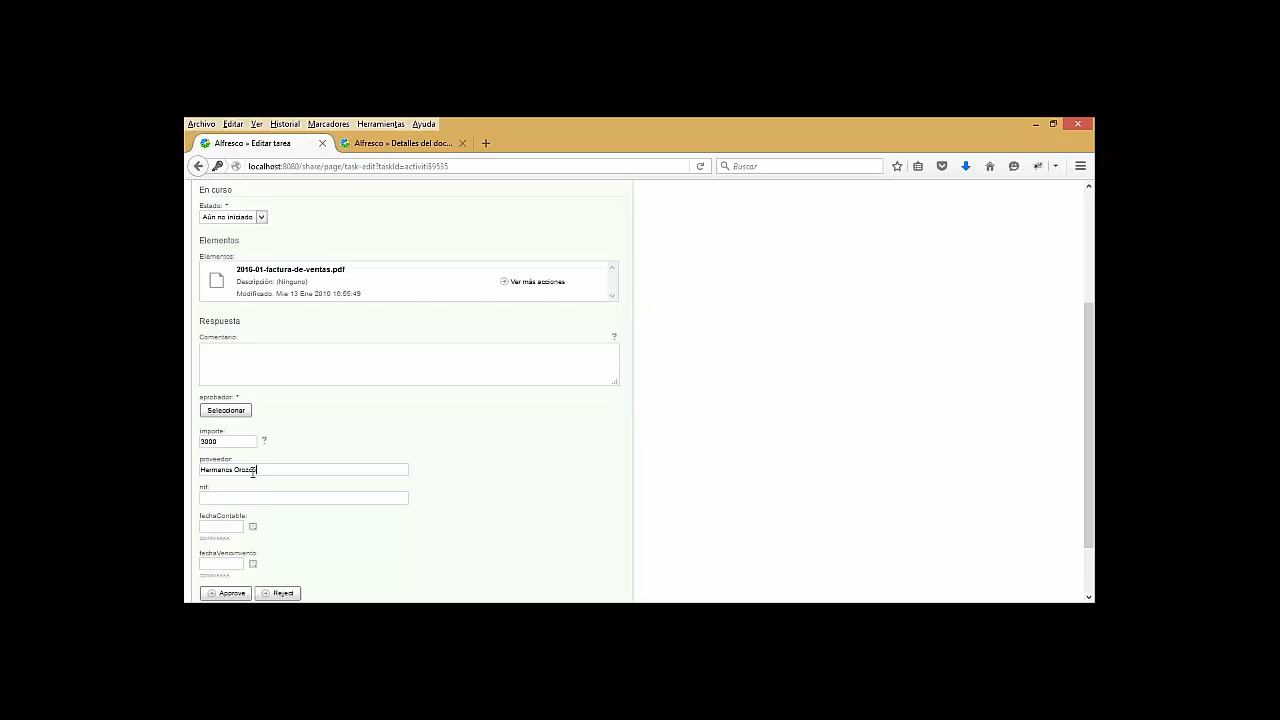 Archivo Editar Ver Historial Marcadores Herramientas Ayuda
Alfresco » Editar tarea
Alfresco » Detalles del doc...
localhost:8080/share/page/task-edit?taskId=activiti$9535
Buscar
En curso
Estado: *
Aún no iniciado
Elementos
Elementos:
2016-01-factura-de-ventas.pdf
Descripción: (Ninguno)
Ver más acciones
Modificado: Mie 13 Ene 2016 16:55:49
Respuesta
Comentario:
?
aprobador: *
Seleccionar
importe:
3000
?
proveedor:
Hermanos Orozco
nif:
fechaContable:
fechaVencimiento:
Approve
Reject